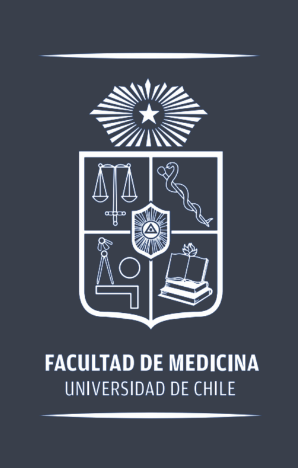 FACULTAD DE MEDICINA
UNIVERSIDAD DE CHILE